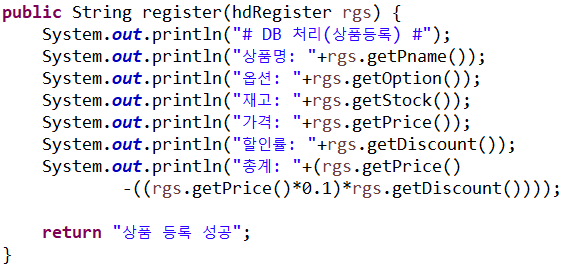 public String register(hdRegister rgs) {
    System.out.println("# DB 처리(상품등록) #");
    System.out.println("상품명: "+rgs.getPname());
    System.out.println("옵션: "+rgs.getOption());
    System.out.println("재고: "+rgs.getStock());
    System.out.println("가격: "+rgs.getPrice());
    System.out.println("할인률: "+rgs.getDiscount());
    System.out.println("총계: "+(rgs.getPrice()
            -((rgs.getPrice()*0.1)*rgs.getDiscount())));
    return "상품 등록 성공";
}